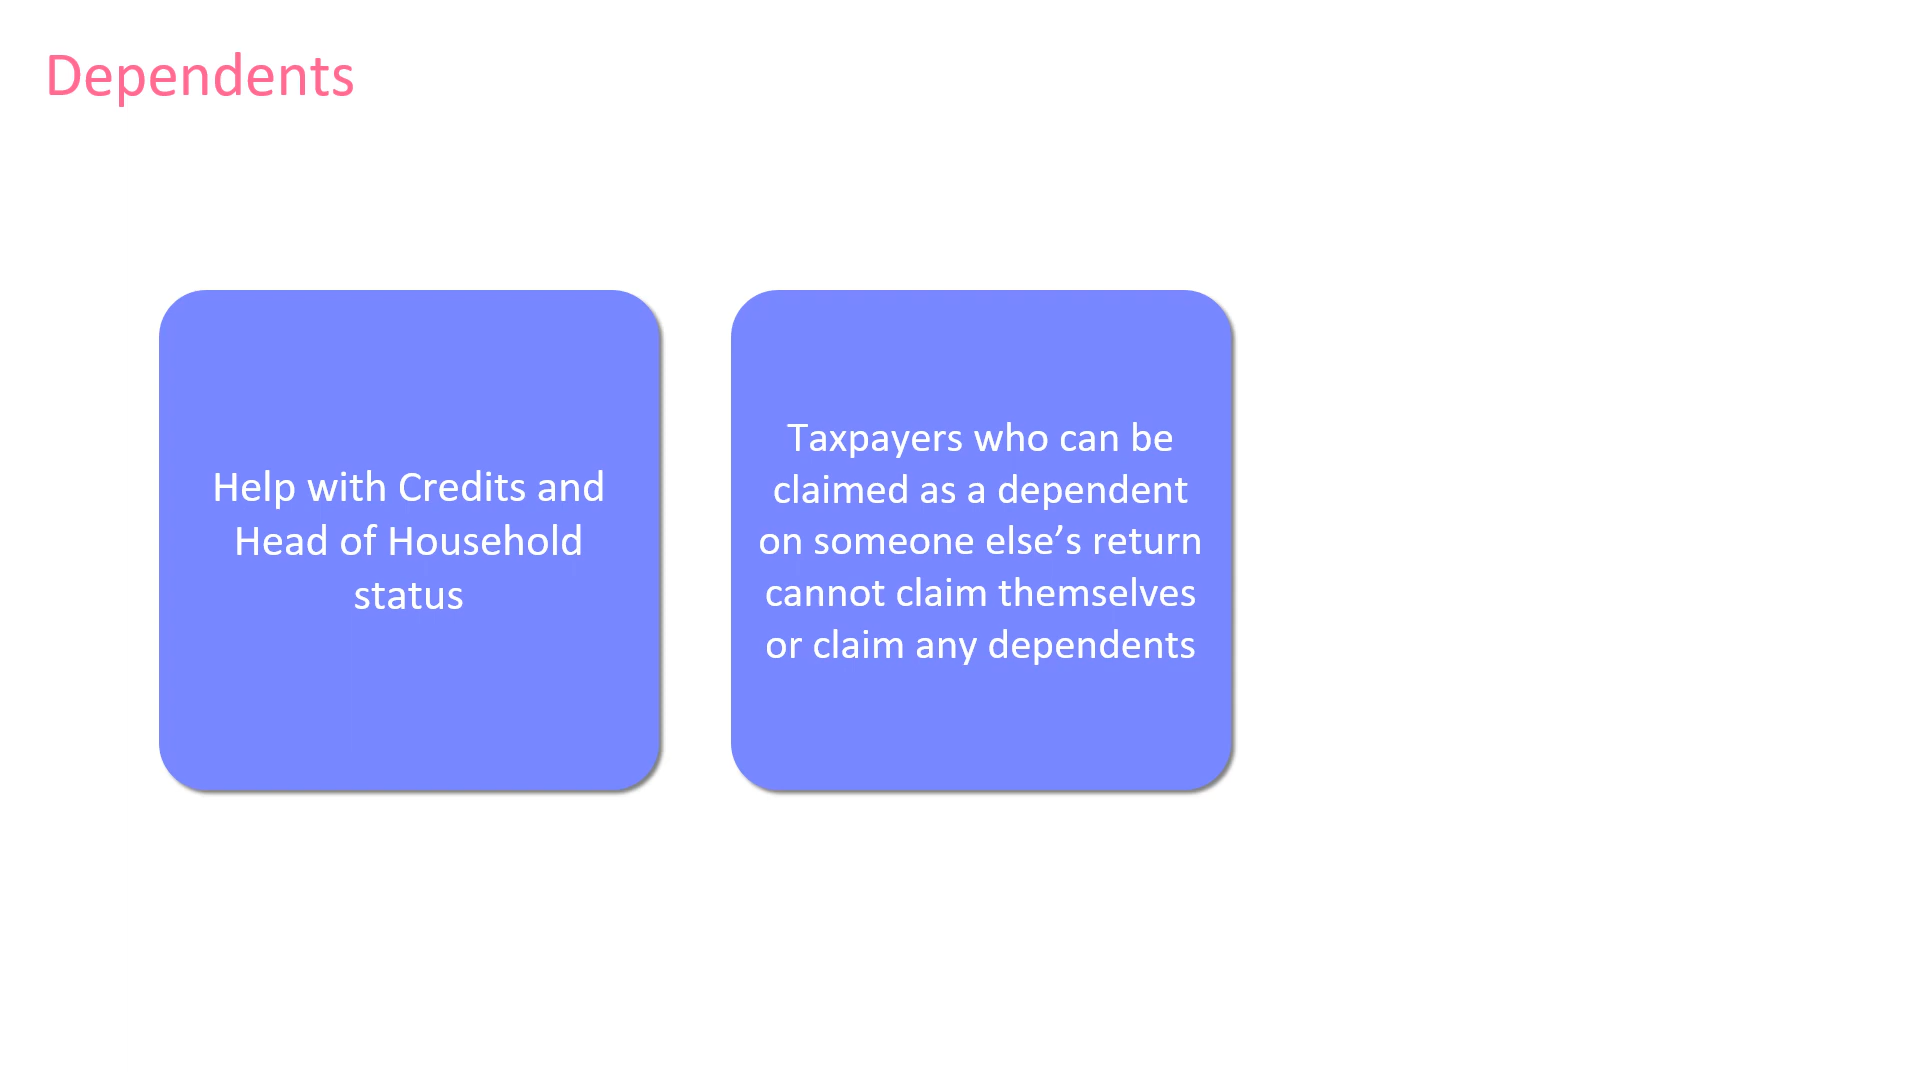 Dependents
Help with Credits and
Head of Household
status
Taxpayers who can be
claimed as a dependent
on someone else’s return
cannot claim themselves
or claim any dependents